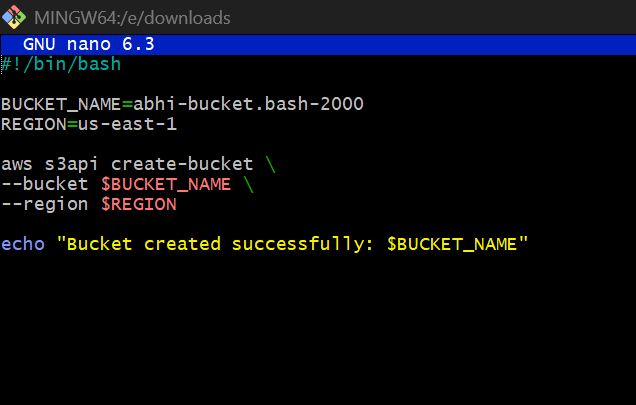 MINGW64:/e/downloads
GNU nano 6.3
#!/bin/bash
BUCKET_NAME=abhi-bucket.bash-2000
REGION=us-east-1
aws s3api create-bucket \
--bucket $BUCKET_NAME \
--region $REGION
echo "Bucket created successfully: $BUCKET_NAME"